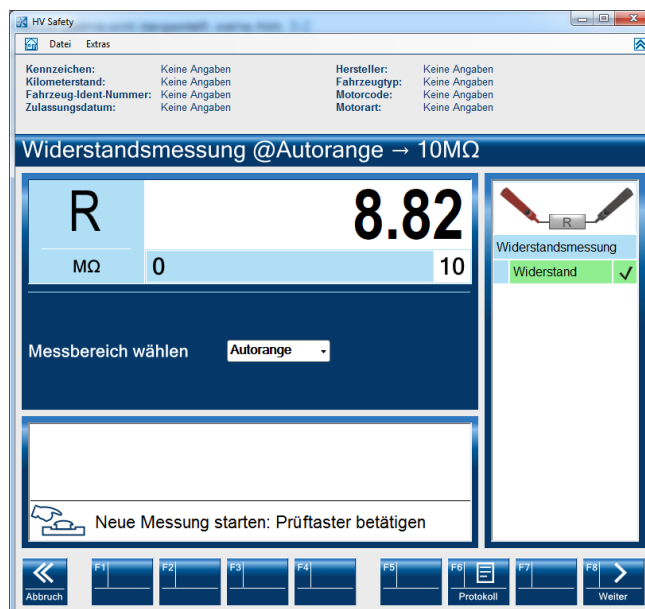 HV Safety
Datei Extras
Kennzeichen: Keine Angaben Hersteller: Keine Angaben
Kilometerstand: Keine Angaben Fahrzeugtyp: Keine Angaben
Fahrzeug-Ident-Nummer: Keine Angaben Motorcode: Keine Angaben
Zulassungsdatum: Keine Angaben Motorart: Keine Angaben
Widerstandsmessung @Autorange → 10MΩ
R 8.82
MΩ 0 10
R
Widerstandsmessung
Widerstand ✓
Messbereich wählen Autorange
Neue Messung starten: Prüftaster betätigen
F1 F2 F3 F4 F5 F6 F7 F8
Abbruch Protokoll Weiter